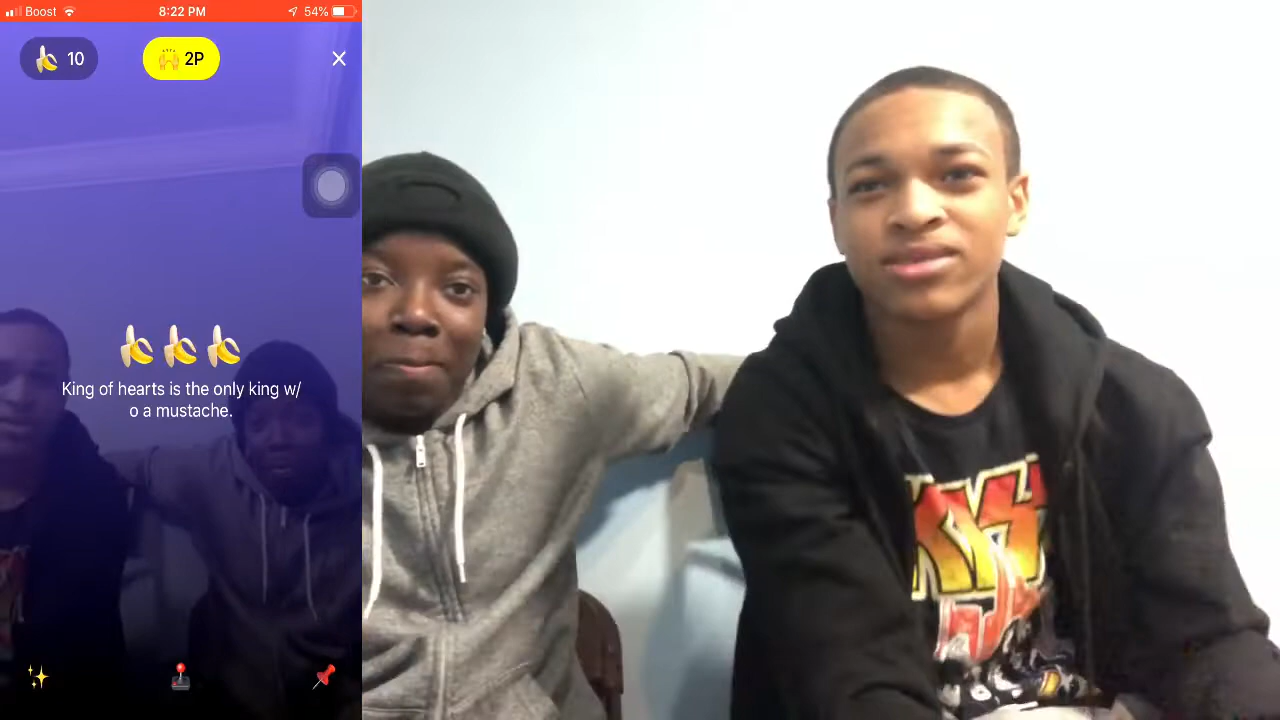 Boost
8:22 PM
54%
10
2P
King of hearts is the only king w/
o a mustache.